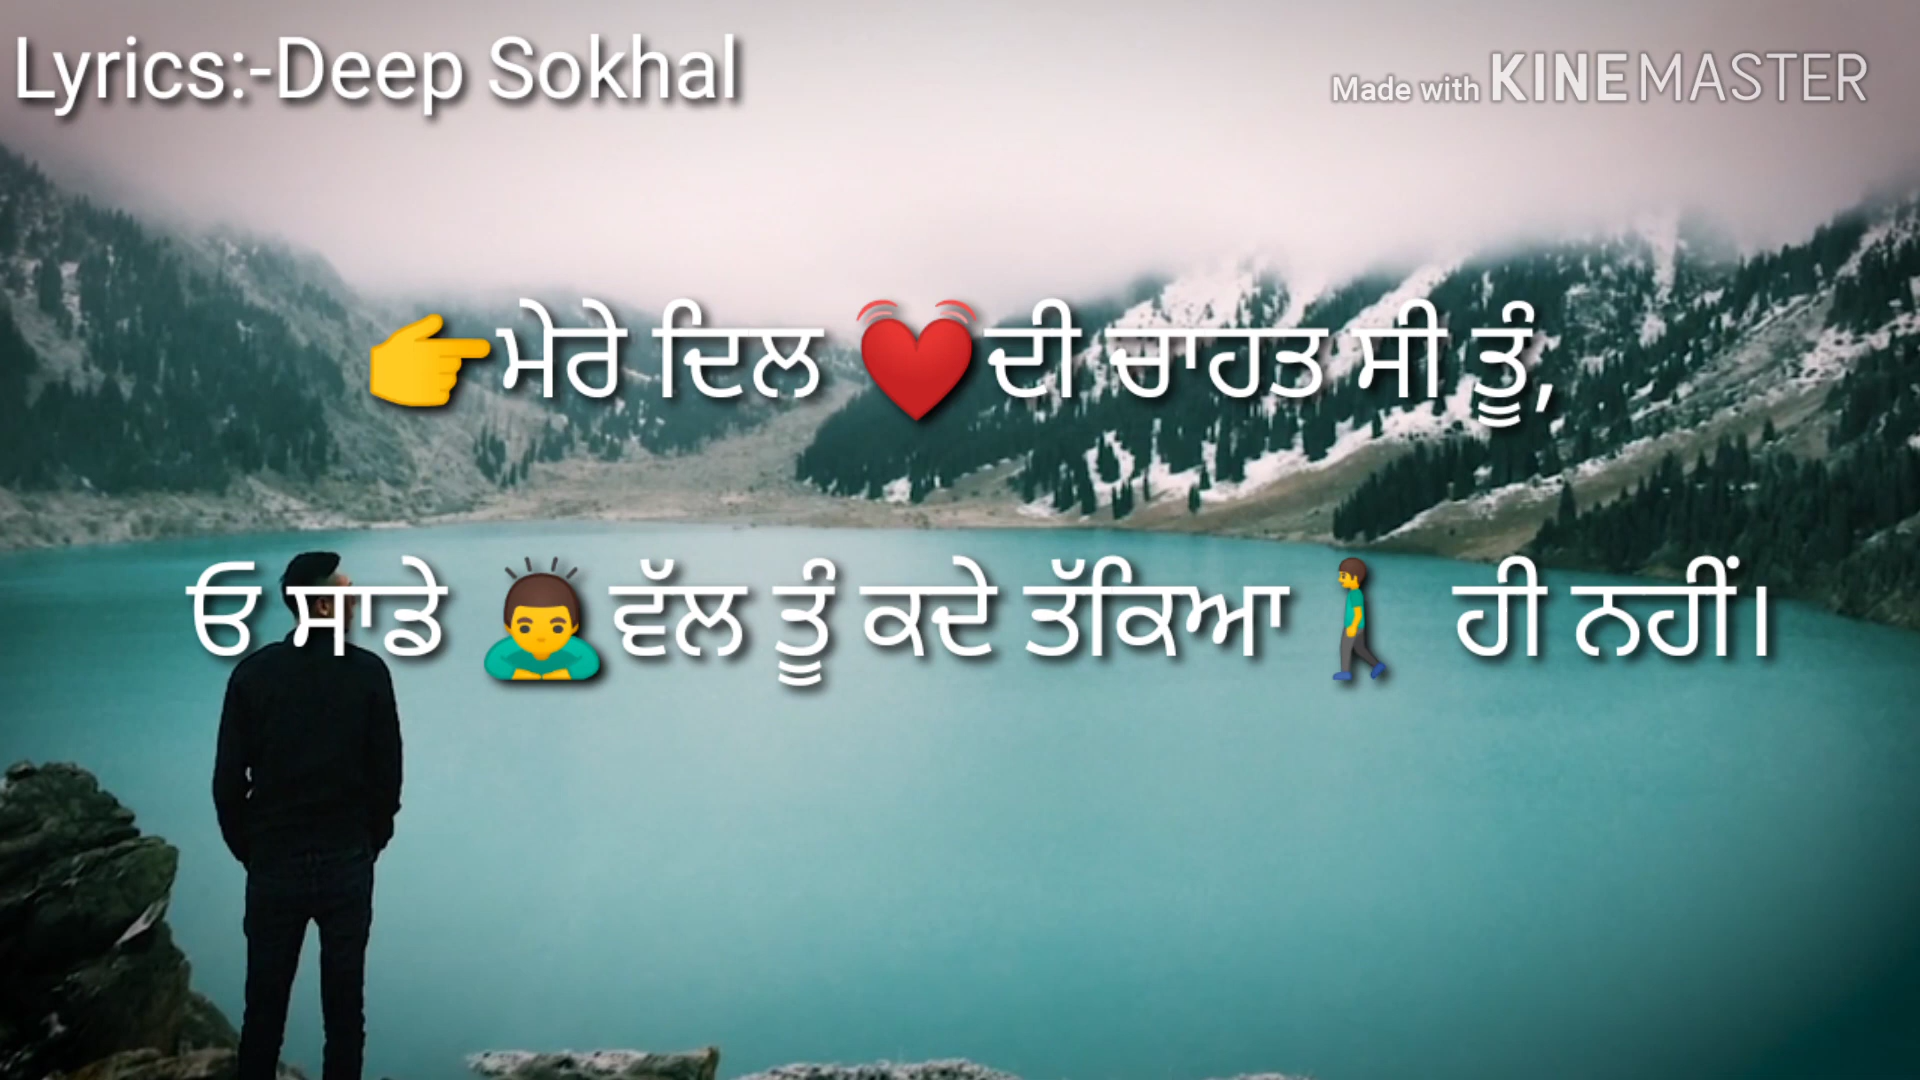 Lyrics:-Deep Sokhal
Made with KINEMASTER
👉ਮੇਰੇ ਦਿਲ 💓ਦੀ ਚਾਹਤ ਸੀ ਤੂੰ,
ਓ ਸਾਡੇ 🙇‍♂️ਵੱਲ ਤੂੰ ਕਦੇ ਤੱਕਿਆ🚶‍♂️ ਹੀ ਨਹੀਂ।